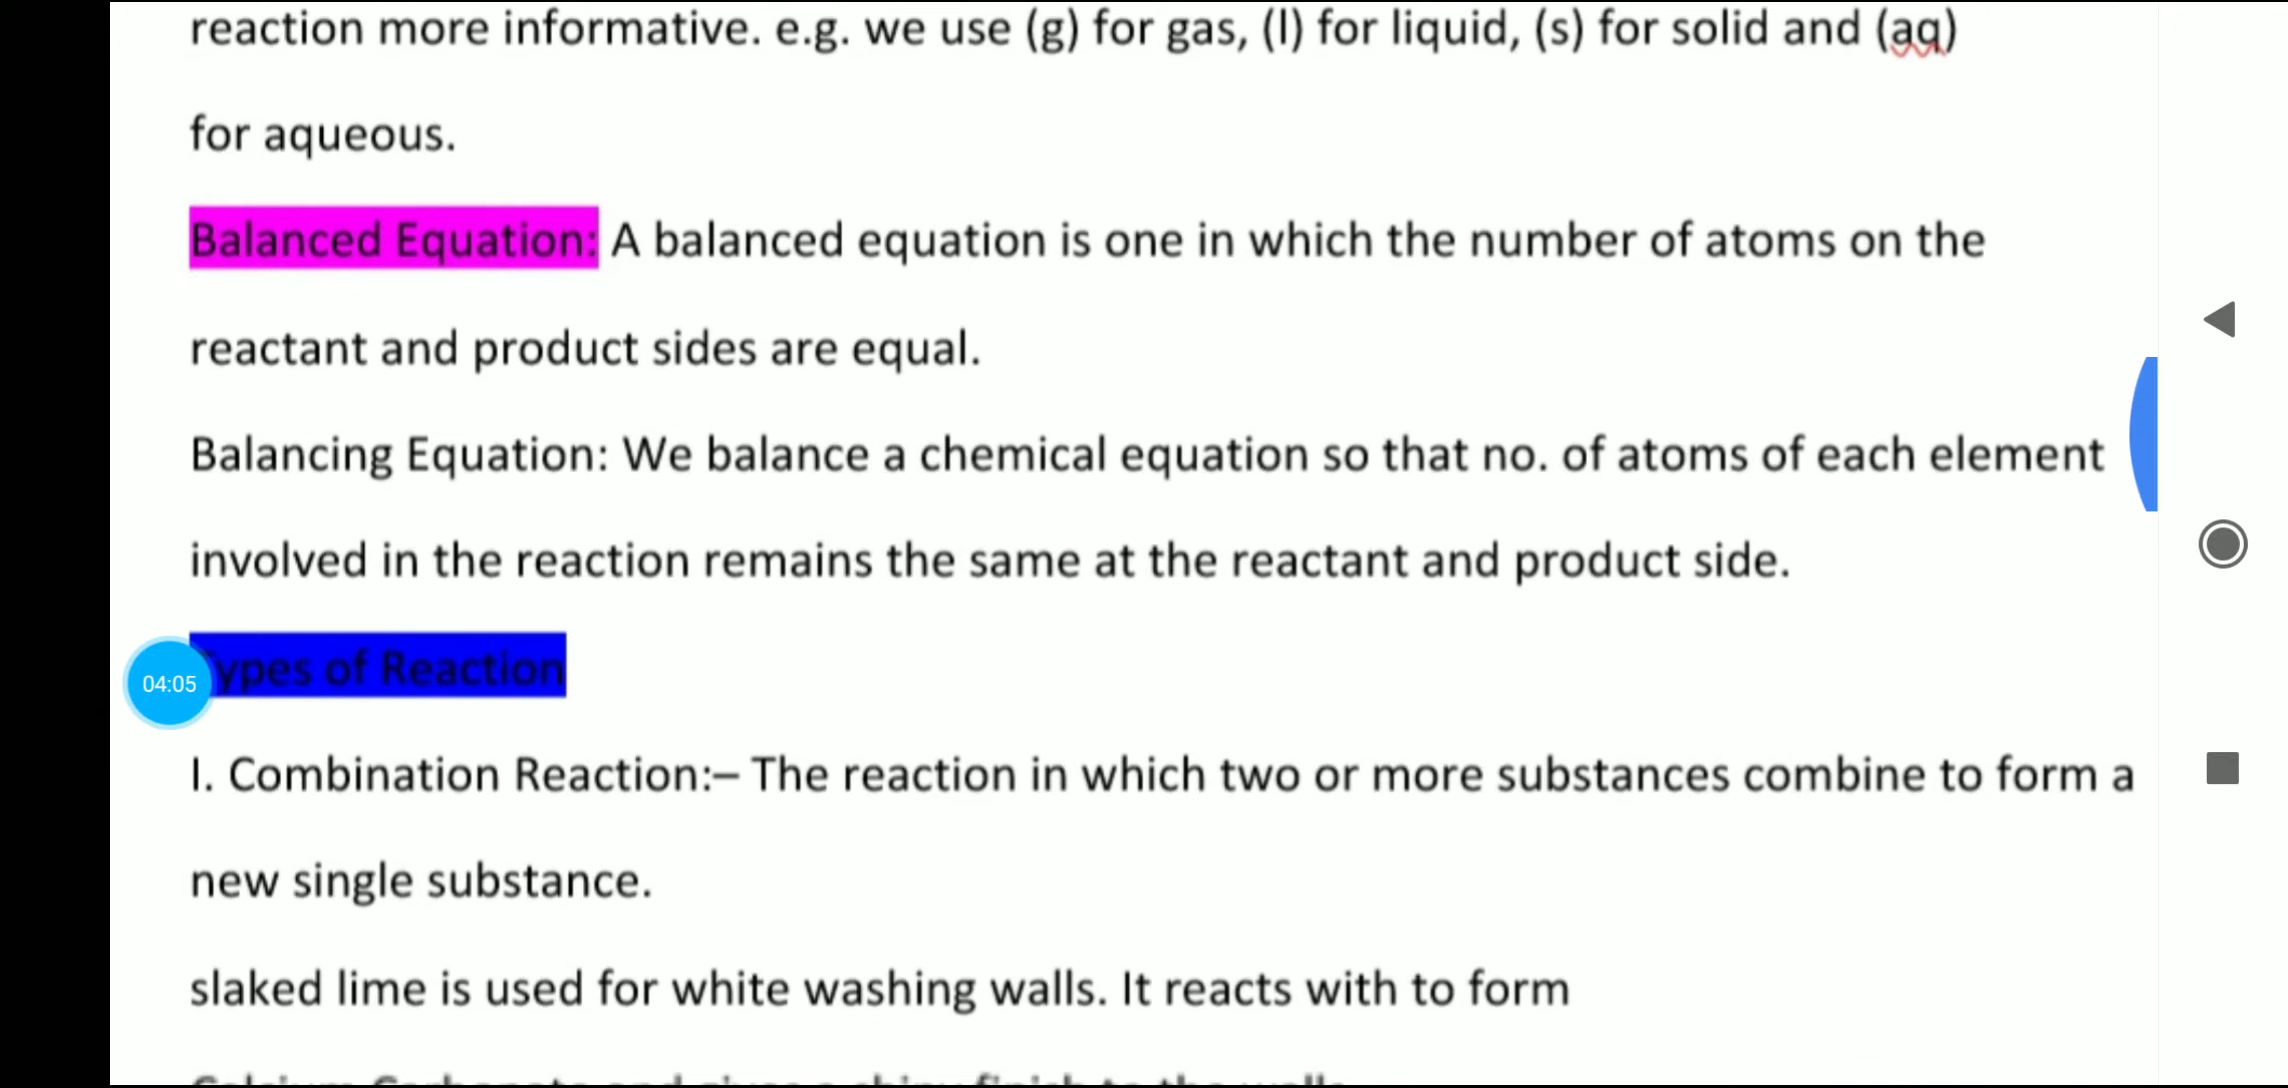 reaction more informative. e.g. we use (g) for gas, (l) for liquid, (s) for solid and (aq)
for aqueous.
Balanced Equation: A balanced equation is one in which the number of atoms on the
reactant and product sides are equal.
Balancing Equation: We balance a chemical equation so that no. of atoms of each element
involved in the reaction remains the same at the reactant and product side.
04:05
Types of Reaction
I. Combination Reaction:– The reaction in which two or more substances combine to form a
new single substance.
slaked lime is used for white washing walls. It reacts with to form